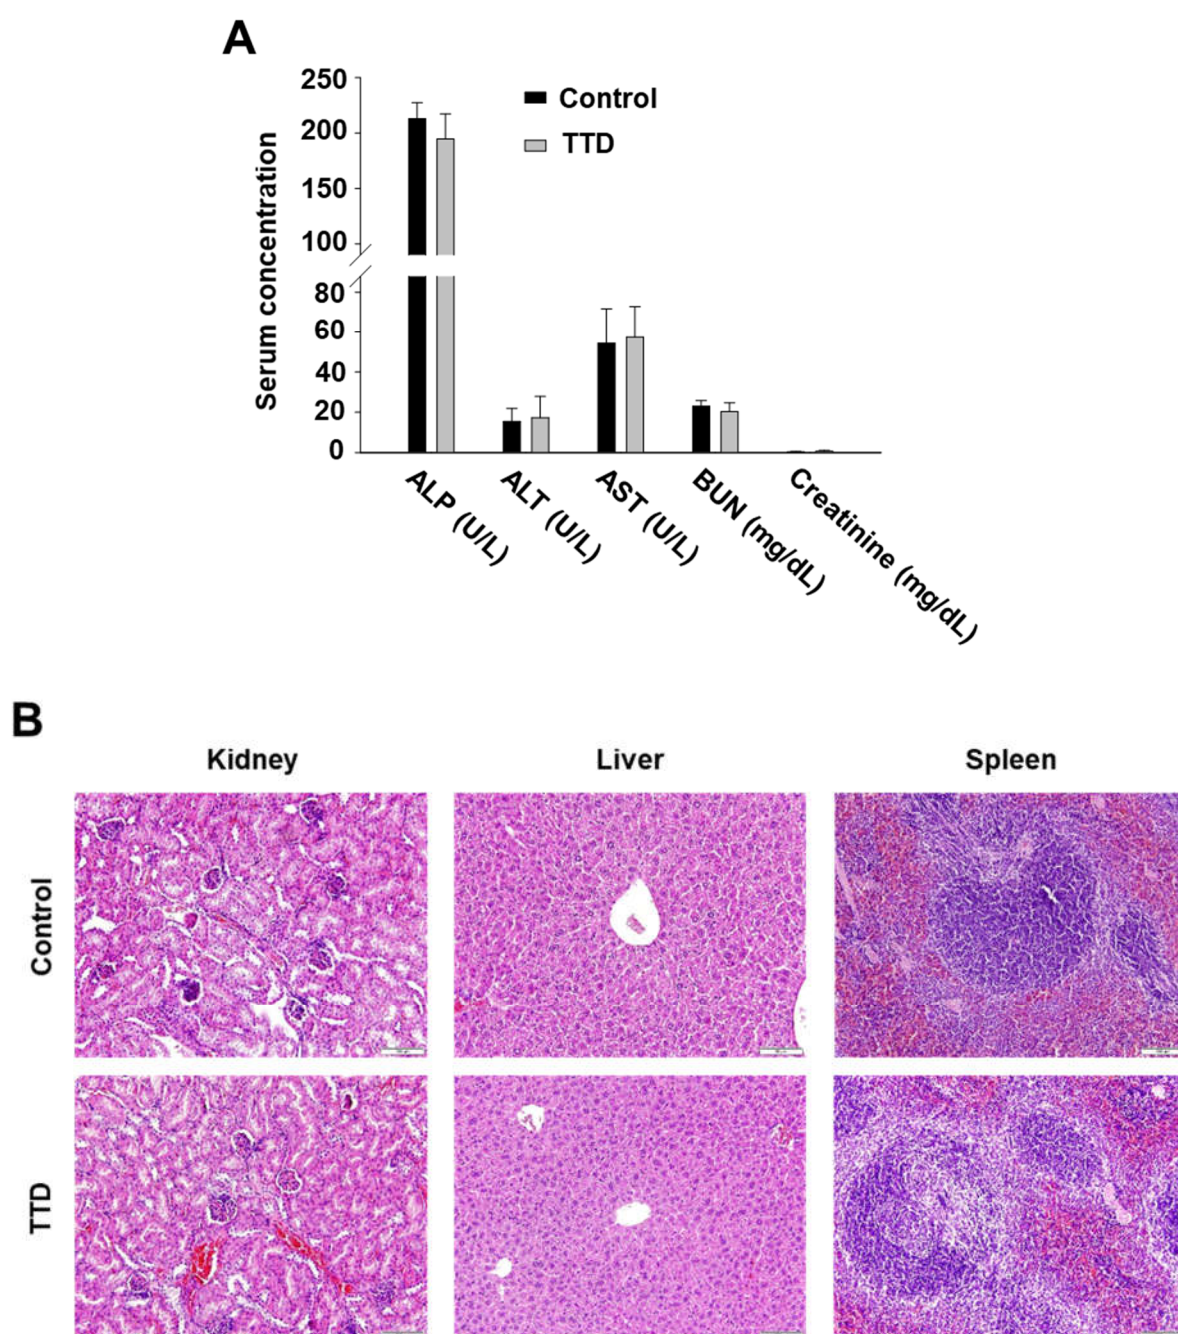 A
250
200
150
100
80
60
40
20
0
Serum concentration
Control
TTD
ALP (U/L)
ALT (U/L)
AST (U/L)
BUN (mg/dL)
Creatinine (mg/dL)
B
Kidney
Liver
Spleen
Control
TTD